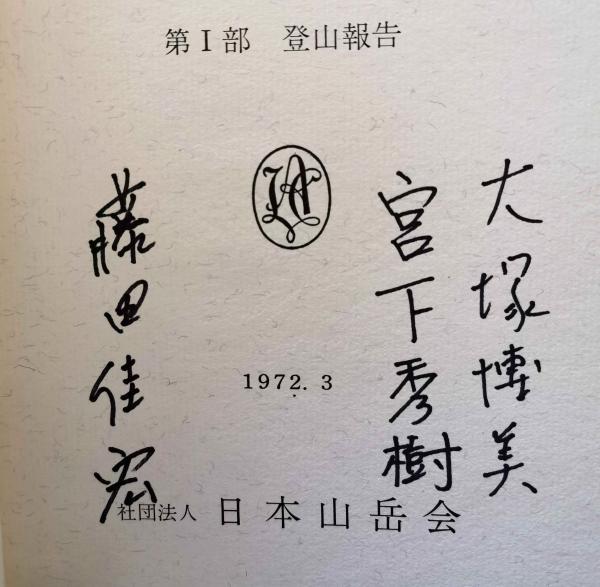 第Ⅰ部 登山報告
大塚博美
宮下秀樹
藤田佳宏
1972. 3
社団法人 日本山岳会